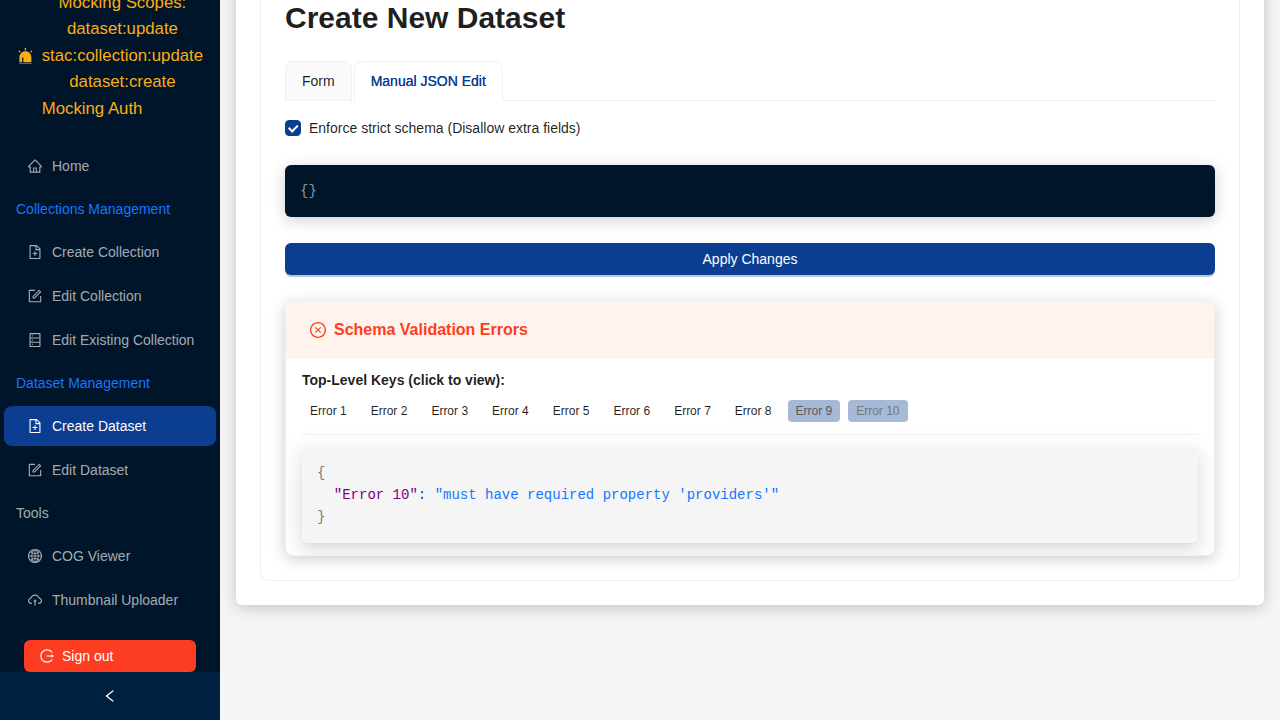 Mocking Scopes:
dataset:update
stac:collection:update
dataset:create
Mocking Auth
Home
Collections Management
Create Collection
Edit Collection
Edit Existing Collection
Dataset Management
Create Dataset
Edit Dataset
Tools
COG Viewer
Thumbnail Uploader
Sign out
Create New Dataset
Form
Manual JSON Edit
Enforce strict schema (Disallow extra fields)
{}
Apply Changes
Schema Validation Errors
Top-Level Keys (click to view):
Error 1 Error 2 Error 3 Error 4 Error 5 Error 6 Error 7 Error 8 Error 9 Error 10
{
"Error 10": "must have required property 'providers'"
}